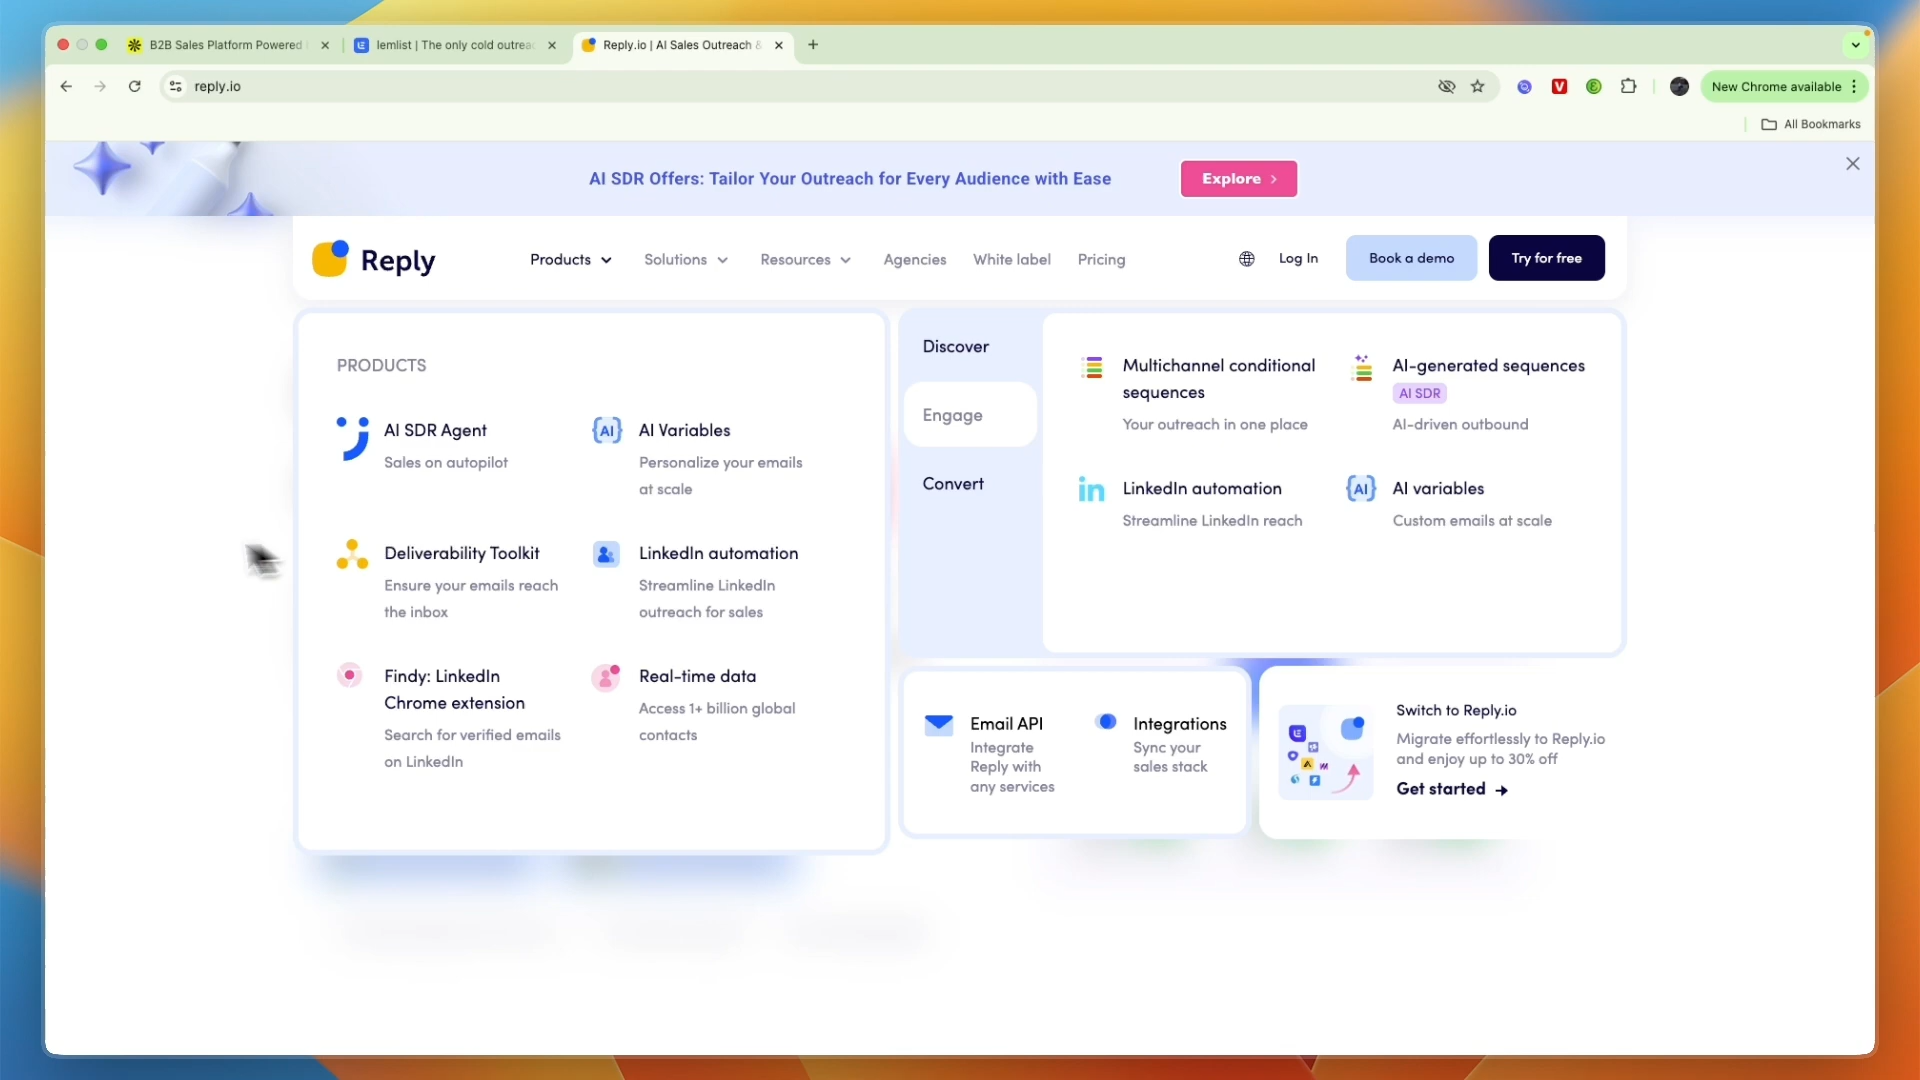 B2B Sales Platform Powered
lemlist | The only cold outreac
Reply.io | AI Sales Outreach &
reply.io
New Chrome available
All Bookmarks
AI SDR Offers: Tailor Your Outreach for Every Audience with Ease
Explore
Reply
Products
Solutions
Resources
Agencies
White label
Pricing
Log In
Book a demo
Try for free
PRODUCTS
AI SDR Agent
Sales on autopilot
AI
AI Variables
Personalize your emails
at scale
Deliverability Toolkit
Ensure your emails reach
the inbox
LinkedIn automation
Streamline LinkedIn
outreach for sales
Findy: LinkedIn
Chrome extension
Search for verified emails
on LinkedIn
Real-time data
Access 1+ billion global
contacts
Discover
Engage
Convert
Multichannel conditional
sequences
Your outreach in one place
AI-generated sequences
AI SDR
AI-driven outbound
in
LinkedIn automation
Streamline LinkedIn reach
AI
AI variables
Custom emails at scale
Email API
Integrate
Reply with
any services
Integrations
Sync your
sales stack
Switch to Reply.io
Migrate effortlessly to Reply.io
and enjoy up to 30% off
Get started